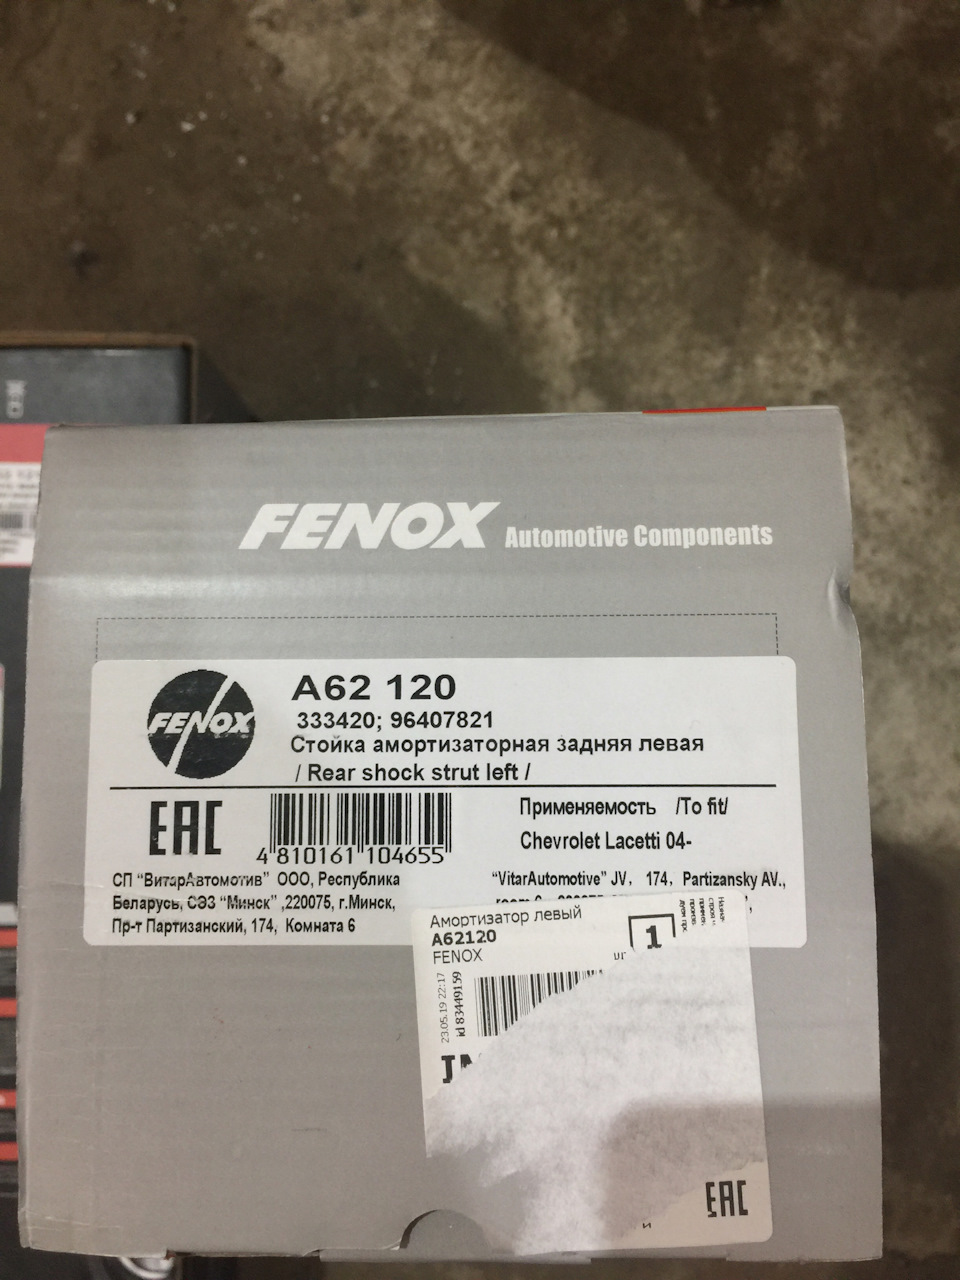 FENOX Automotive Components
FENOX
A62 120
333420; 96407821
Стойка амортизаторная задняя левая
/ Rear shock strut left /
EAC
4 810161 104655
Применяемость /To fit/
Chevrolet Lacetti 04-
СП "ВитарАвтомотив" ООО, Республика
Беларусь, СЭЗ "Минск" ,220075, г.Минск,
Пр-т Партизанский, 174, Комната 6
"VitarAutomotive" JV, 174, Partizansky AV.,
Амортизатор левый
A62120
FENOX
1
23.05.19 22:17
id 83449159
EAC